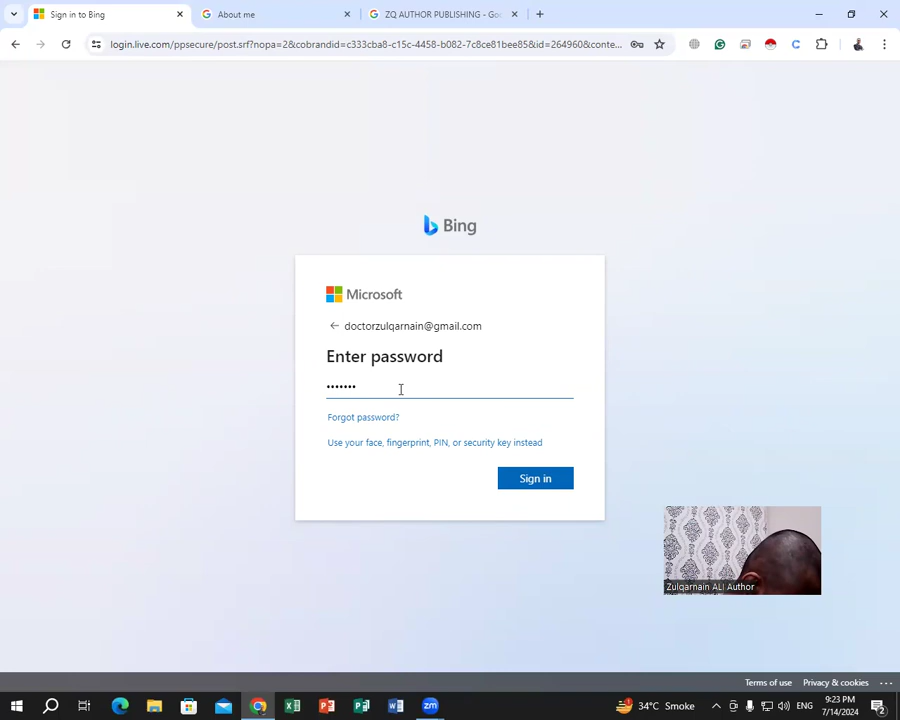 Sign in to Bing
About me
ZQ AUTHOR PUBLISHING - Goo
login.live.com/ppsecure/post.srf?nopa=2&cobrandid=c333cba8-c15c-4458-b082-7c8ce81bee85&id=264960&conte...
Bing
Microsoft
doctorzulqarnain@gmail.com
Enter password
•••••••
Forgot password?
Use your face, fingerprint, PIN, or security key instead
Sign in
Zulqarnain ALI Author
Terms of use
Privacy & cookies
...
34°C Smoke
ENG
9:23 PM
7/14/2024
2